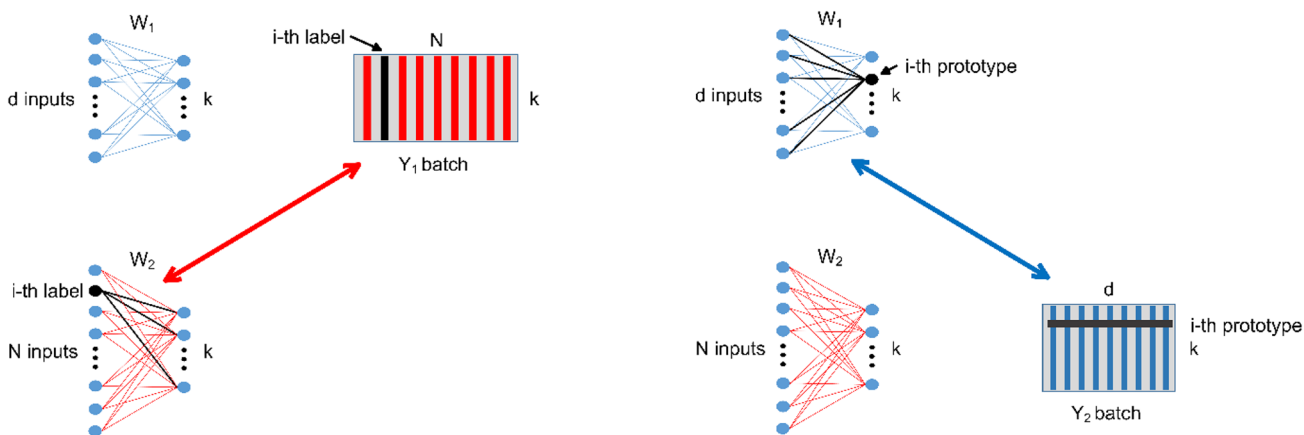 W₁
i-th label
N
d inputs
k
k
Y₁ batch
W₂
i-th label
N inputs
k
W₁
i-th prototype
d inputs
k
W₂
d
N inputs
k
i-th prototype
k
Y₂ batch